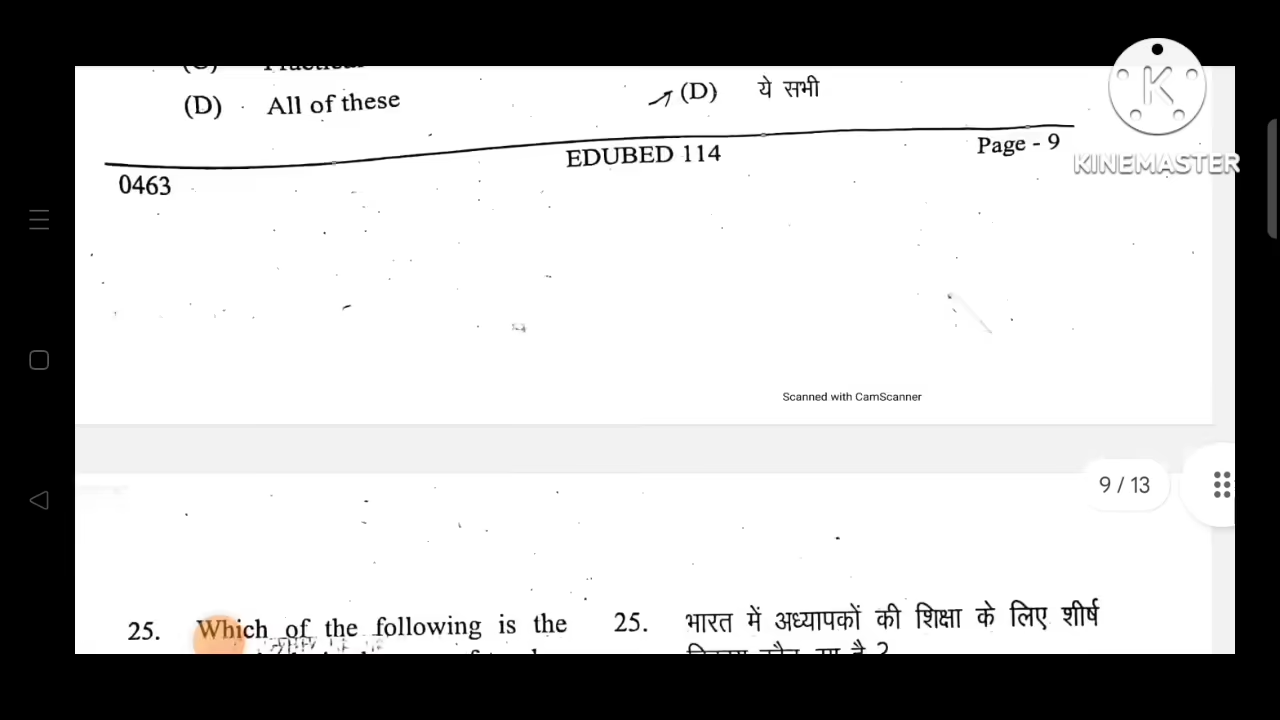 (D) All of these
(D) ये सभी
0463
EDUBED 114
Page - 9
KINEMASTER
Scanned with CamScanner
9 / 13
25. Which of the following is the
25. भारत में अध्यापकों की शिक्षा के लिए शीर्ष